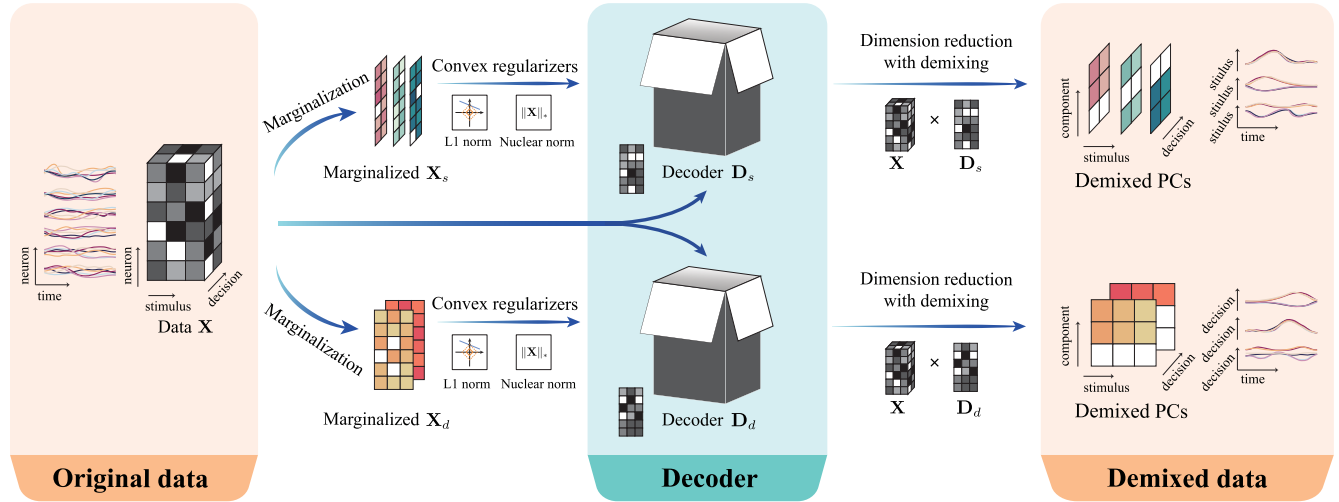 neuron
time
neuron
stimulus
decision
Data X
Original data
Marginalization
Marginalized X_s
Convex regularizers
L1 norm
‖X‖_*
Nuclear norm
Marginalization
Marginalized X_d
Convex regularizers
L1 norm
‖X‖_*
Nuclear norm
Decoder D_s
Decoder D_d
Decoder
Dimension reduction
with demixing
X × D_s
Dimension reduction
with demixing
X × D_d
component
stimulus
decision
Demixed PCs
stiulus
stiulus
stiulus
time
component
stimulus
decision
Demixed PCs
decision
decision
decision
time
Demixed data